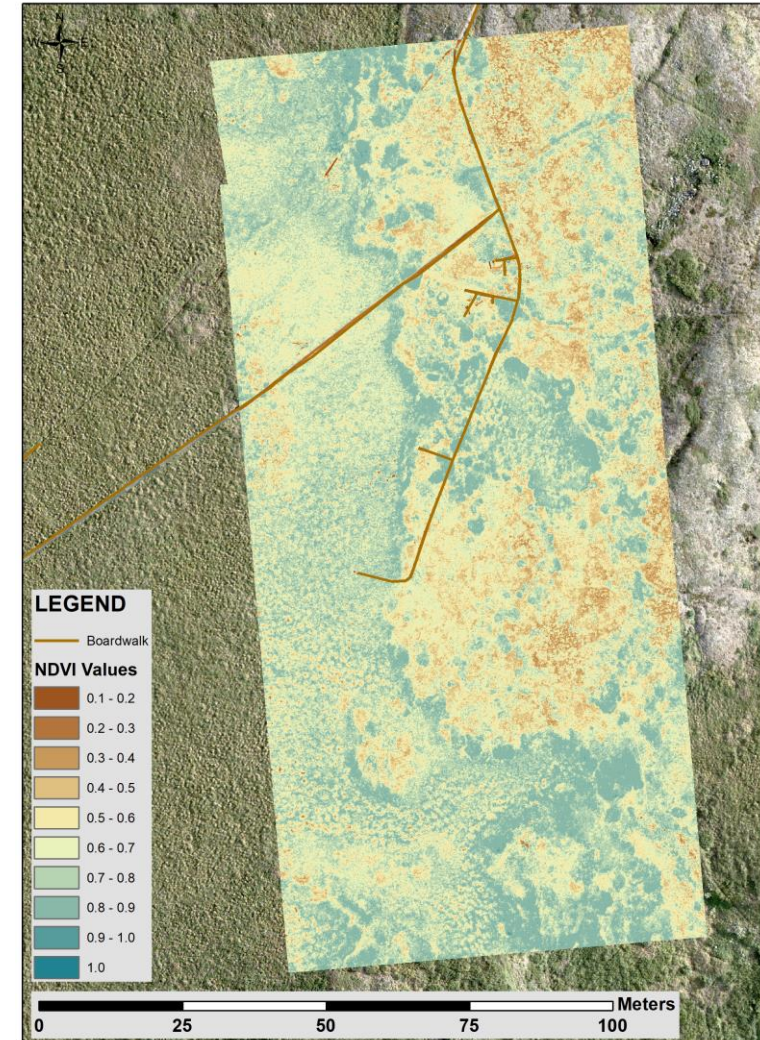 N
W E
S
LEGEND
Boardwalk
NDVI Values
0.1 - 0.2
0.2 - 0.3
0.3 - 0.4
0.4 - 0.5
0.5 - 0.6
0.6 - 0.7
0.7 - 0.8
0.8 - 0.9
0.9 - 1.0
1.0
Meters
0 25 50 75 100